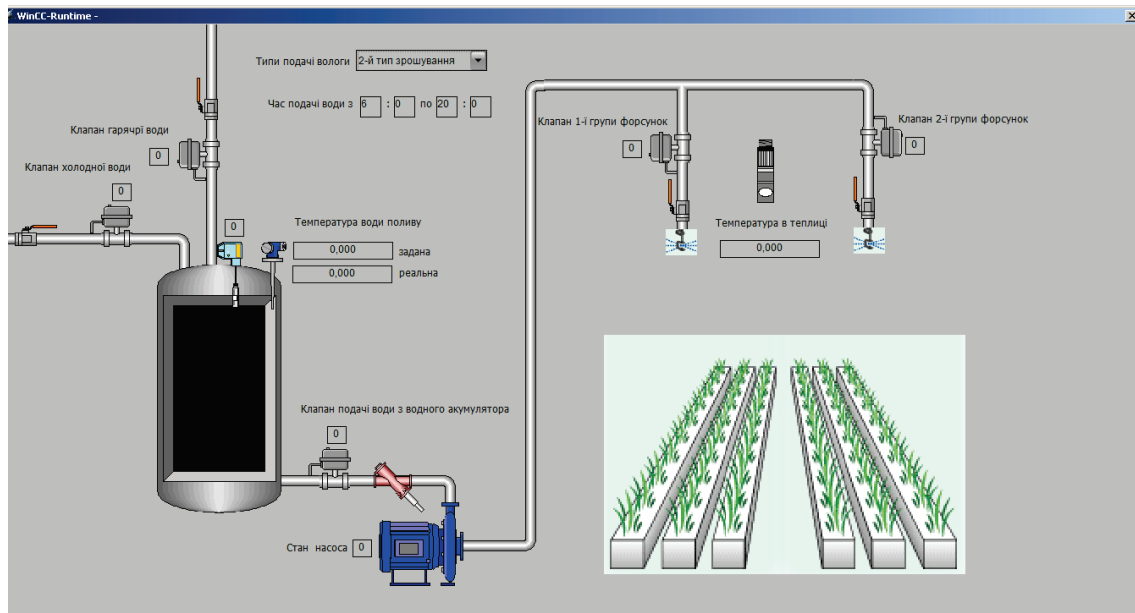 WinCC-Runtime -
Типи подачі вологи 2-й тип зрошування
Час подачі води з 6 : 0 по 20 : 0
Клапан гарячрї води
0
Клапан холодної води
0
0
Температура води поливу
0,000 задана
0,000 реальна
Клапан 1-ї групи форсунок
0
Клапан 2-ї групи форсунок
0
Температура в теплиці
0,000
Клапан подачі води з водного акумулятора
0
Стан насоса 0